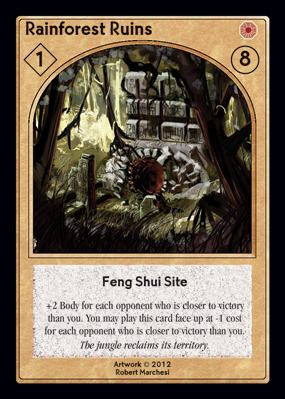 Rainforest Ruins
1
8
Feng Shui Site
+2 Body for each opponent who is closer to victory
than you. You may play this card face up at -1 cost
for each opponent who is closer to victory than you.
The jungle reclaims its territory.
Artwork © 2012
Robert Marchesi